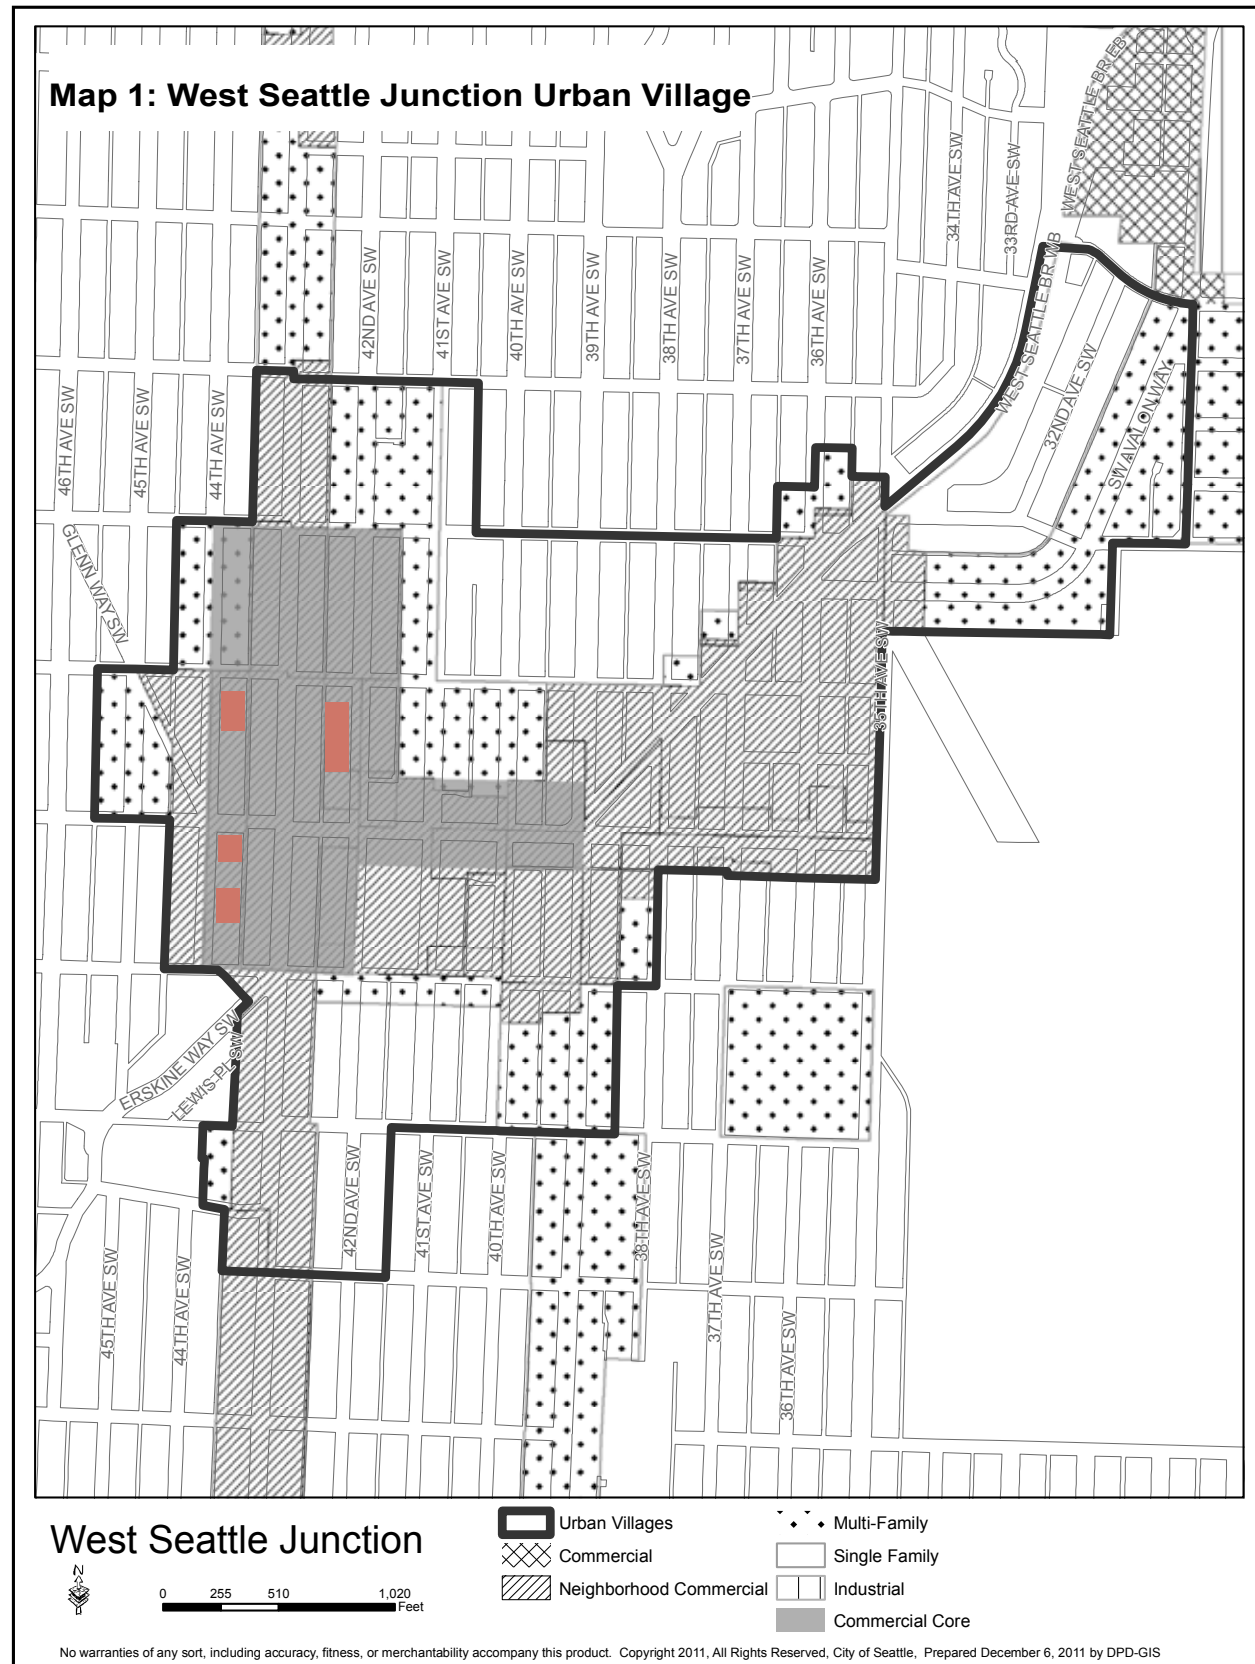 Map 1: West Seattle Junction Urban Village
WEST SEATTLE BR EB
34TH AVE SW
33RD AVE SW
WEST SEATTLE BR WB
42ND AVE SW
41ST AVE SW
40TH AVE SW
39TH AVE SW
38TH AVE SW
37TH AVE SW
36TH AVE SW
WEST SEATTLE BR WB
32ND AVE SW
SW AVALON WAY
46TH AVE SW
45TH AVE SW
44TH AVE SW
GLENN WAY SW
35TH AVE SW
ERSKINE WAY SW
LEWIS PL SW
42ND AVE SW
41ST AVE SW
40TH AVE SW
38TH AVE SW
45TH AVE SW
44TH AVE SW
37TH AVE SW
36TH AVE SW
West Seattle Junction
N
0 255 510 1,020
Feet
Urban Villages
Commercial
Neighborhood Commercial
Multi-Family
Single Family
Industrial
Commercial Core
No warranties of any sort, including accuracy, fitness, or merchantability accompany this product. Copyright 2011, All Rights Reserved, City of Seattle, Prepared December 6, 2011 by DPD-GIS